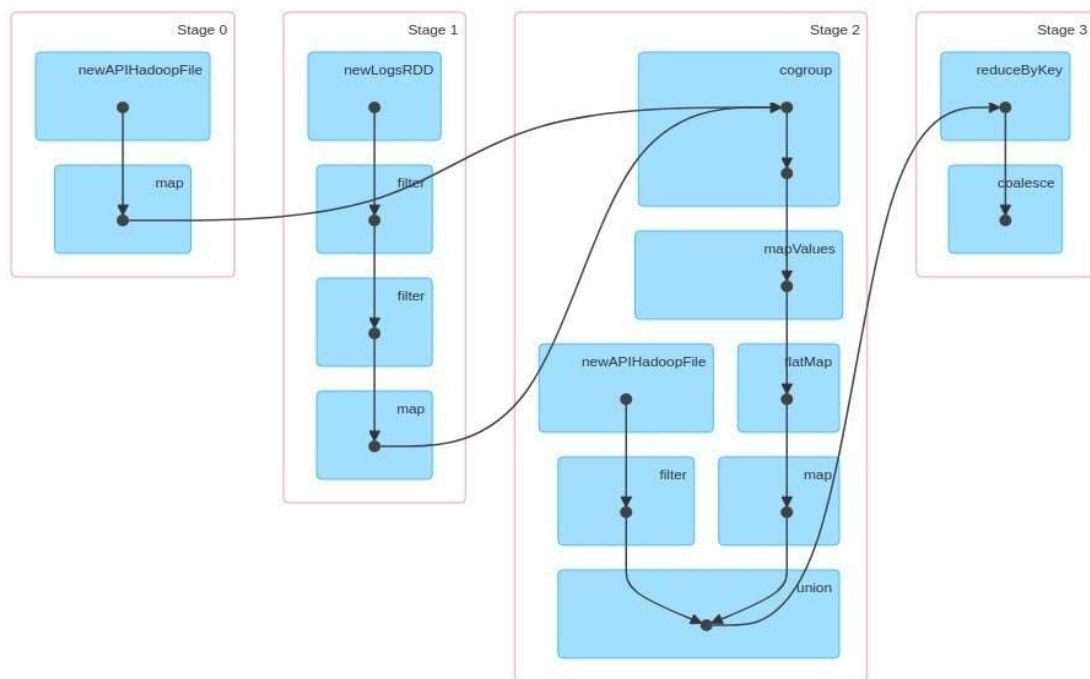 Stage 0
newAPIHadoopFile
map
Stage 1
newLogsRDD
filter
filter
map
Stage 2
cogroup
mapValues
newAPIHadoopFile
flatMap
filter
map
union
Stage 3
reduceByKey
coalesce